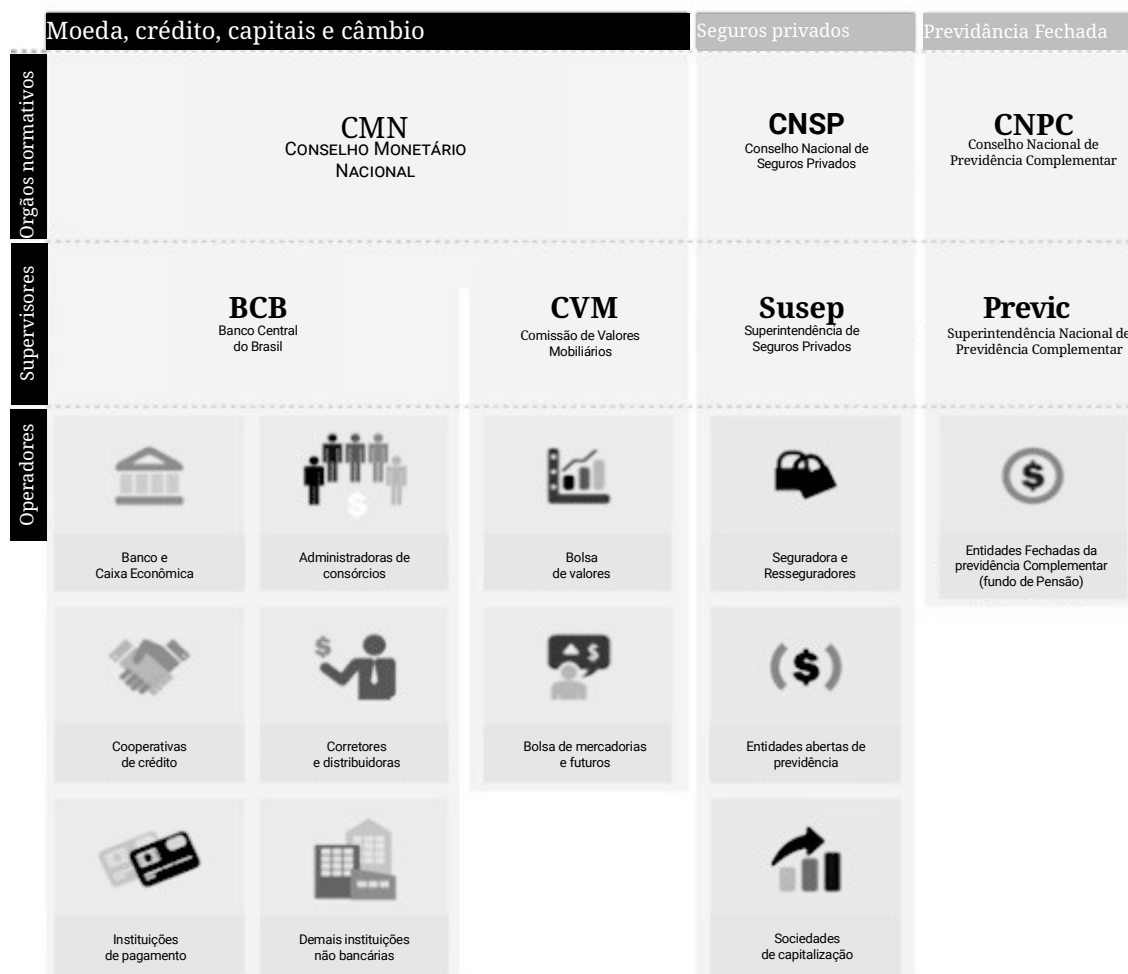 Moeda, crédito, capitais e câmbio
Seguros privados
Previdância Fechada
Orgãos normativos
CMN
CONSELHO MONETÁRIO
NACIONAL
CNSP
Conselho Nacional de
Seguros Privados
CNPC
Conselho Nacional de
Previdência Complementar
Supervisores
BCB
Banco Central
do Brasil
CVM
Comissão de Valores
Mobiliários
Susep
Superintendência de
Seguros Privados
Previc
Superintendência Nacional de
Previdência Complementar
Operadores
Banco e
Caixa Econômica
Administradoras de
consórcios
Bolsa
de valores
Seguradora e
Resseguradores
Entidades Fechadas da
previdência Complementar
(fundo de Pensão)
Cooperativas
de crédito
Corretores
e distribuidoras
Bolsa de mercadorias
e futuros
Entidades abertas de
previdência
Instituições
de pagamento
Demais instituições
não bancárias
Sociedades
de capitalização